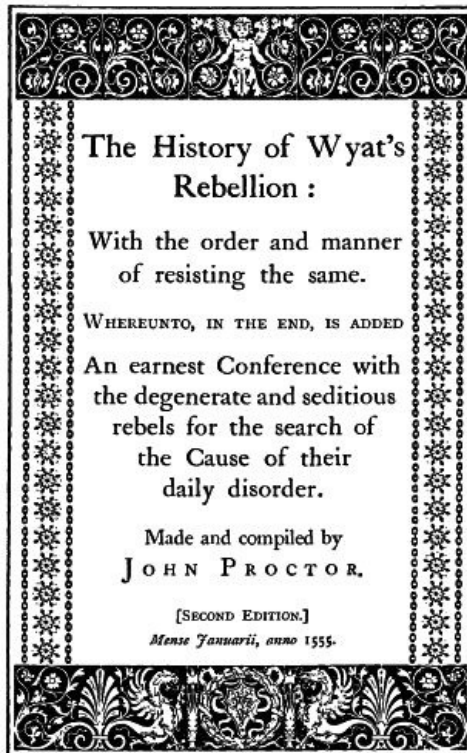 The History of Wyat's
Rebellion :
With the order and manner
of resisting the same.
WHEREUNTO, IN THE END, IS ADDED
An earnest Conference with
the degenerate and seditious
rebels for the search of
the Cause of their
daily disorder.
Made and compiled by
JOHN PROCTOR.
[SECOND EDITION.]
Mense Januarii, anno 1555.